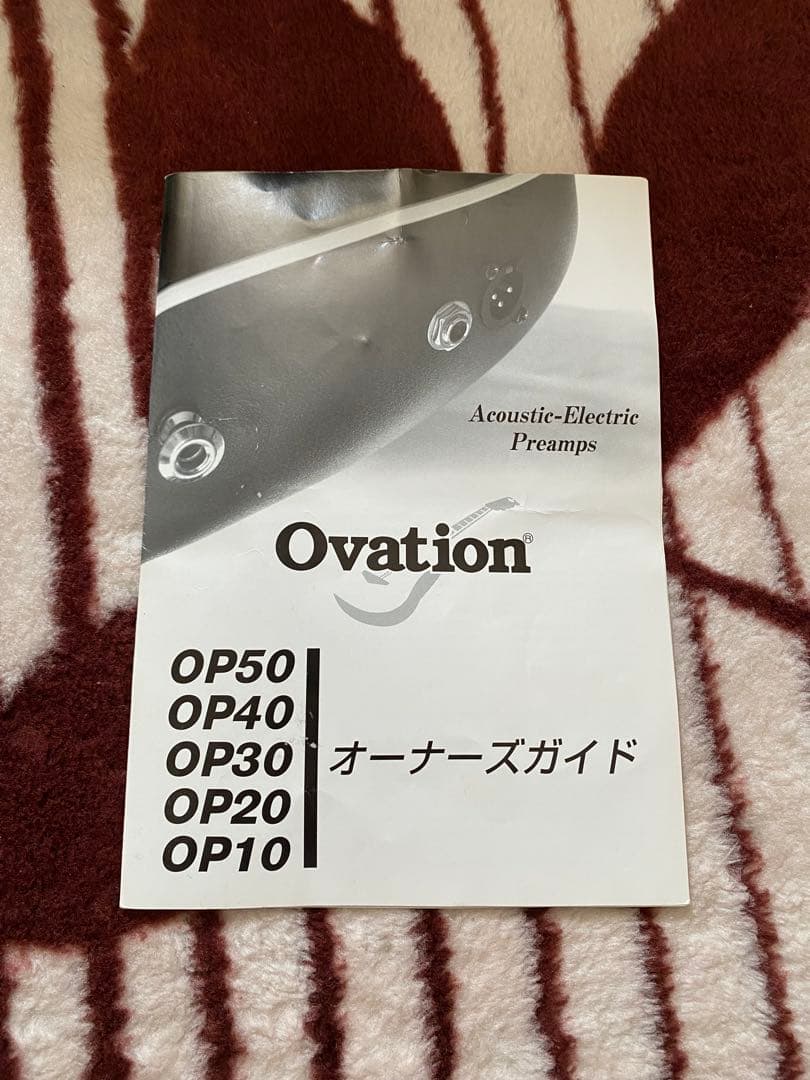 Acoustic-Electric
Preamps
Ovation®
OP50
OP40
OP30
OP20
OP10
オーナーズガイド